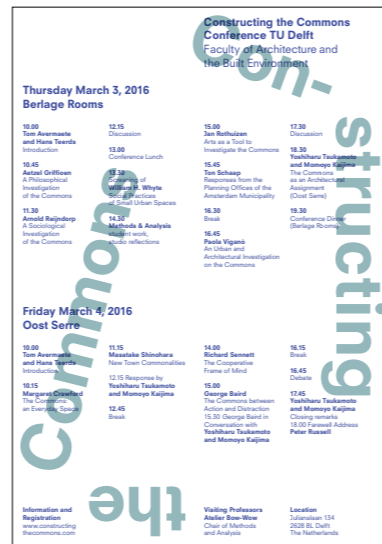 Constructing the Commons
Conference TU Delft
Faculty of Architecture and
the Built Environment
Con-
structing
the
Commons
Thursday March 3, 2016
Berlage Rooms
10.00
Tom Avermaete
and Hans Teerds
Introduction
10.45
Aetzel Griffioen
A Philosophical
Investigation
of the Commons
11.30
Arnold Reijndorp
A Sociological
Investigation
of the Commons
12.15
Discussion
13.00
Conference Lunch
13.30
Screening of
William H. Whyte
Social Practices
of Small Urban Spaces
14.30
Methods & Analysis
student work,
studio reflections
15.00
Jan Rothuizen
Arts as a Tool to
Investigate the Commons
15.45
Ton Schaap
Responses from the
Planning Offices of the
Amsterdam Municipality
16.30
Break
16.45
Paola Viganò
An Urban and
Architectural Investigation
on the Commons
17.30
Discussion
18.30
Yoshiharu Tsukamoto
and Momoyo Kaijima
The Commons
as an Architectural
Assignment
(Oost Serre)
19.30
Conference Dinner
(Berlage Rooms)
Friday March 4, 2016
Oost Serre
10.00
Tom Avermaete
and Hans Teerds
Introduction
10.15
Margaret Crawford
The Commons:
an Everyday Space
11.15
Masatake Shinohara
New Town Commonalities
12.15 Response by
Yoshiharu Tsukamoto
and Momoyo Kaijima
12.45
Break
14.00
Richard Sennett
The Cooperative
Frame of Mind
15.00
George Baird
The Commons between
Action and Distraction
15.30 George Baird in
Conversation with
Yoshiharu Tsukamoto
and Momoyo Kaijima
16.15
Break
16.45
Debate
17.45
Yoshiharu Tsukamoto
and Momoyo Kaijima
Closing remarks
18.00 Farewell Address
Peter Russell
Information and
Registration
www.constructing
thecommons.com
Visiting Professors
Atelier Bow-Wow
Chair of Methods
and Analysis
Location
Julianalaan 134
2628 BL Delft
The Netherlands